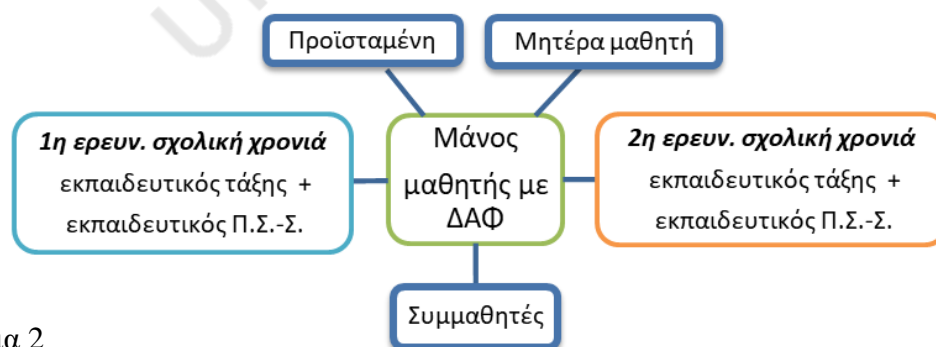 Προϊσταμένη
Μητέρα μαθητή
1η ερευν. σχολική χρονιά
εκπαιδευτικός τάξης +
εκπαιδευτικός Π.Σ.-Σ.
Μάνος
μαθητής με
ΔΑΦ
2η ερευν. σχολική χρονιά
εκπαιδευτικός τάξης +
εκπαιδευτικός Π.Σ.-Σ.
Συμμαθητές
2